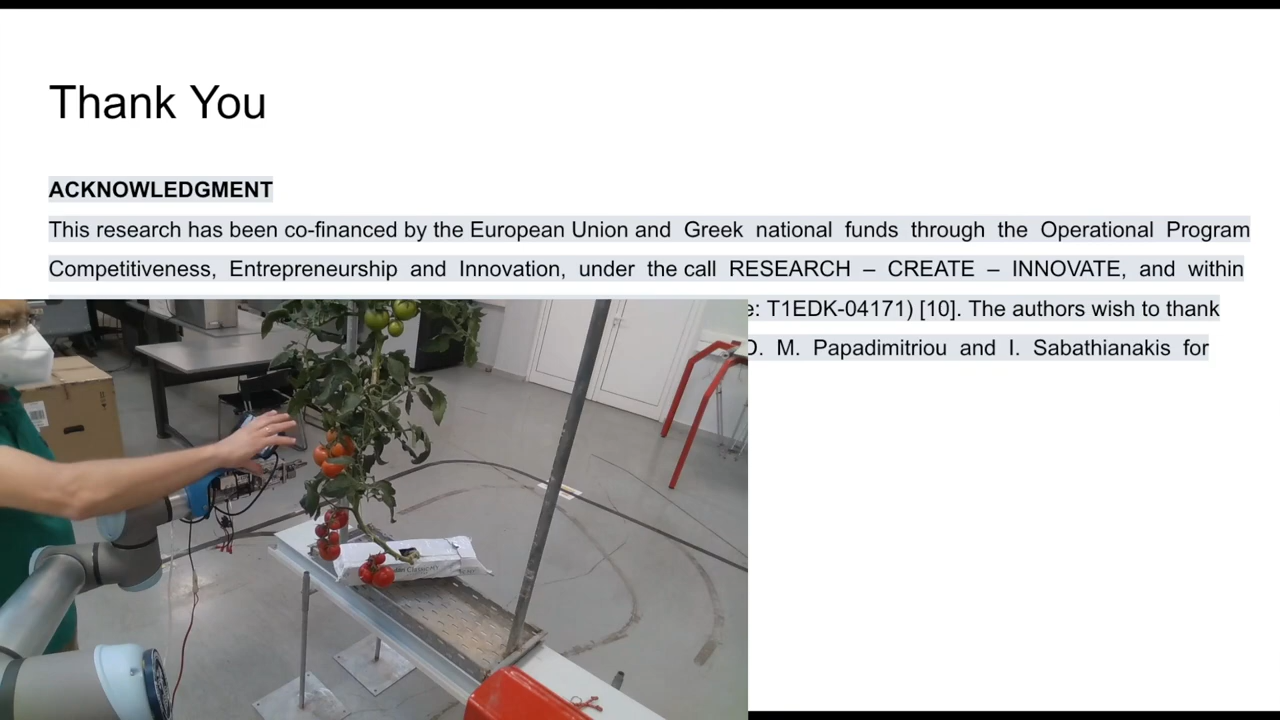 Thank You
ACKNOWLEDGMENT
This research has been co-financed by the European Union and Greek national funds through the Operational Program
Competitiveness, Entrepreneurship and Innovation, under the call RESEARCH – CREATE – INNOVATE, and within
T1EDK-04171) [10]. The authors wish to thank
M. Papadimitriou and I. Sabathianakis for